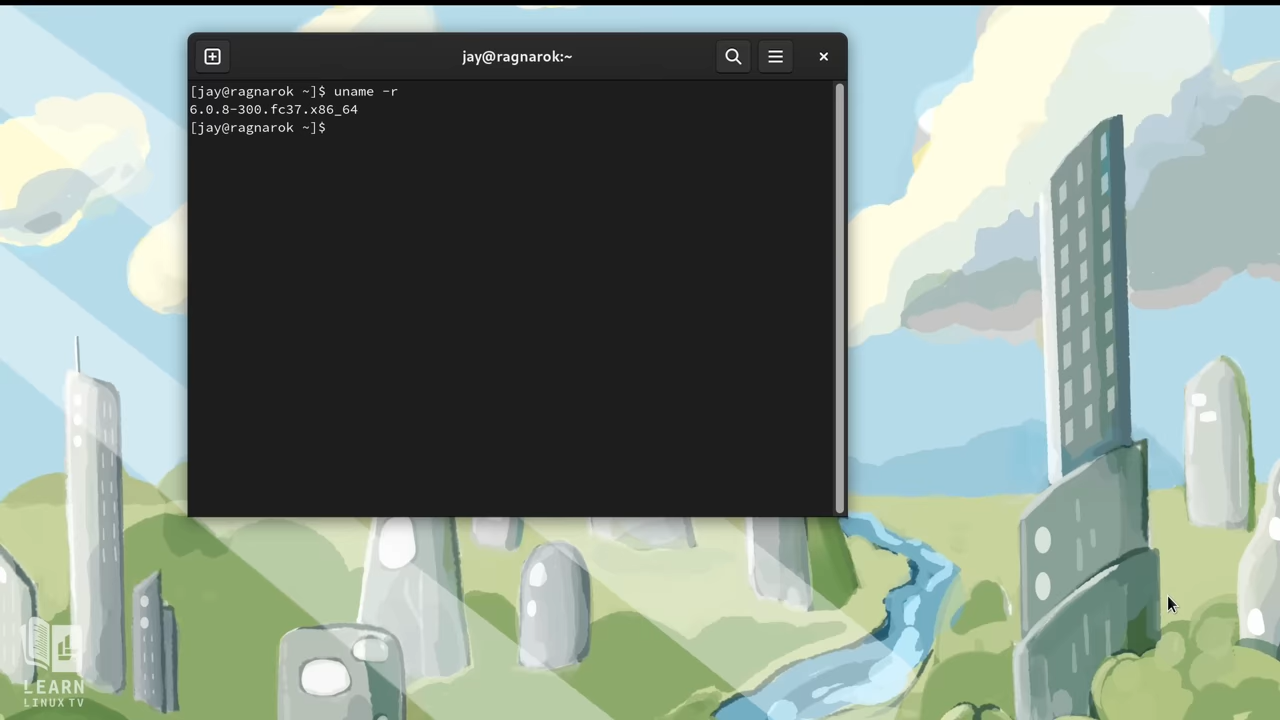 jay@ragnarok:~
[jay@ragnarok ~]$ uname -r
6.0.8-300.fc37.x86_64
[jay@ragnarok ~]$
LEARN
LINUX TV